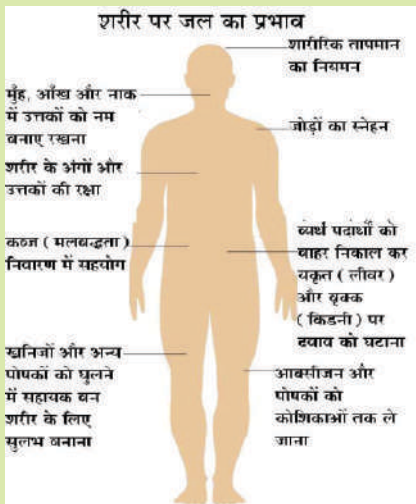 शरीर पर जल का प्रभाव
शारीरिक तापमान
का नियमन
मुँह, आँख और नाक
में उत्तकों को नम
बनाए रखना
जोड़ों का स्नेहन
शरीर के अंगों और
उत्तकों की रक्षा
कब्ज (मलबद्धता)
निवारण में सहयोग
व्यर्थ पदार्थों को
बाहर निकाल कर
यकृत (लीवर)
और वृक्क
(किडनी) पर
दबाव को घटाना
खनिजों और अन्य
पोषकों को घुलने
में सहायक बन
शरीर के लिए
सुलभ बनाना
आक्सीजन और
पोषकों को
कोशिकाओं तक ले
जाना